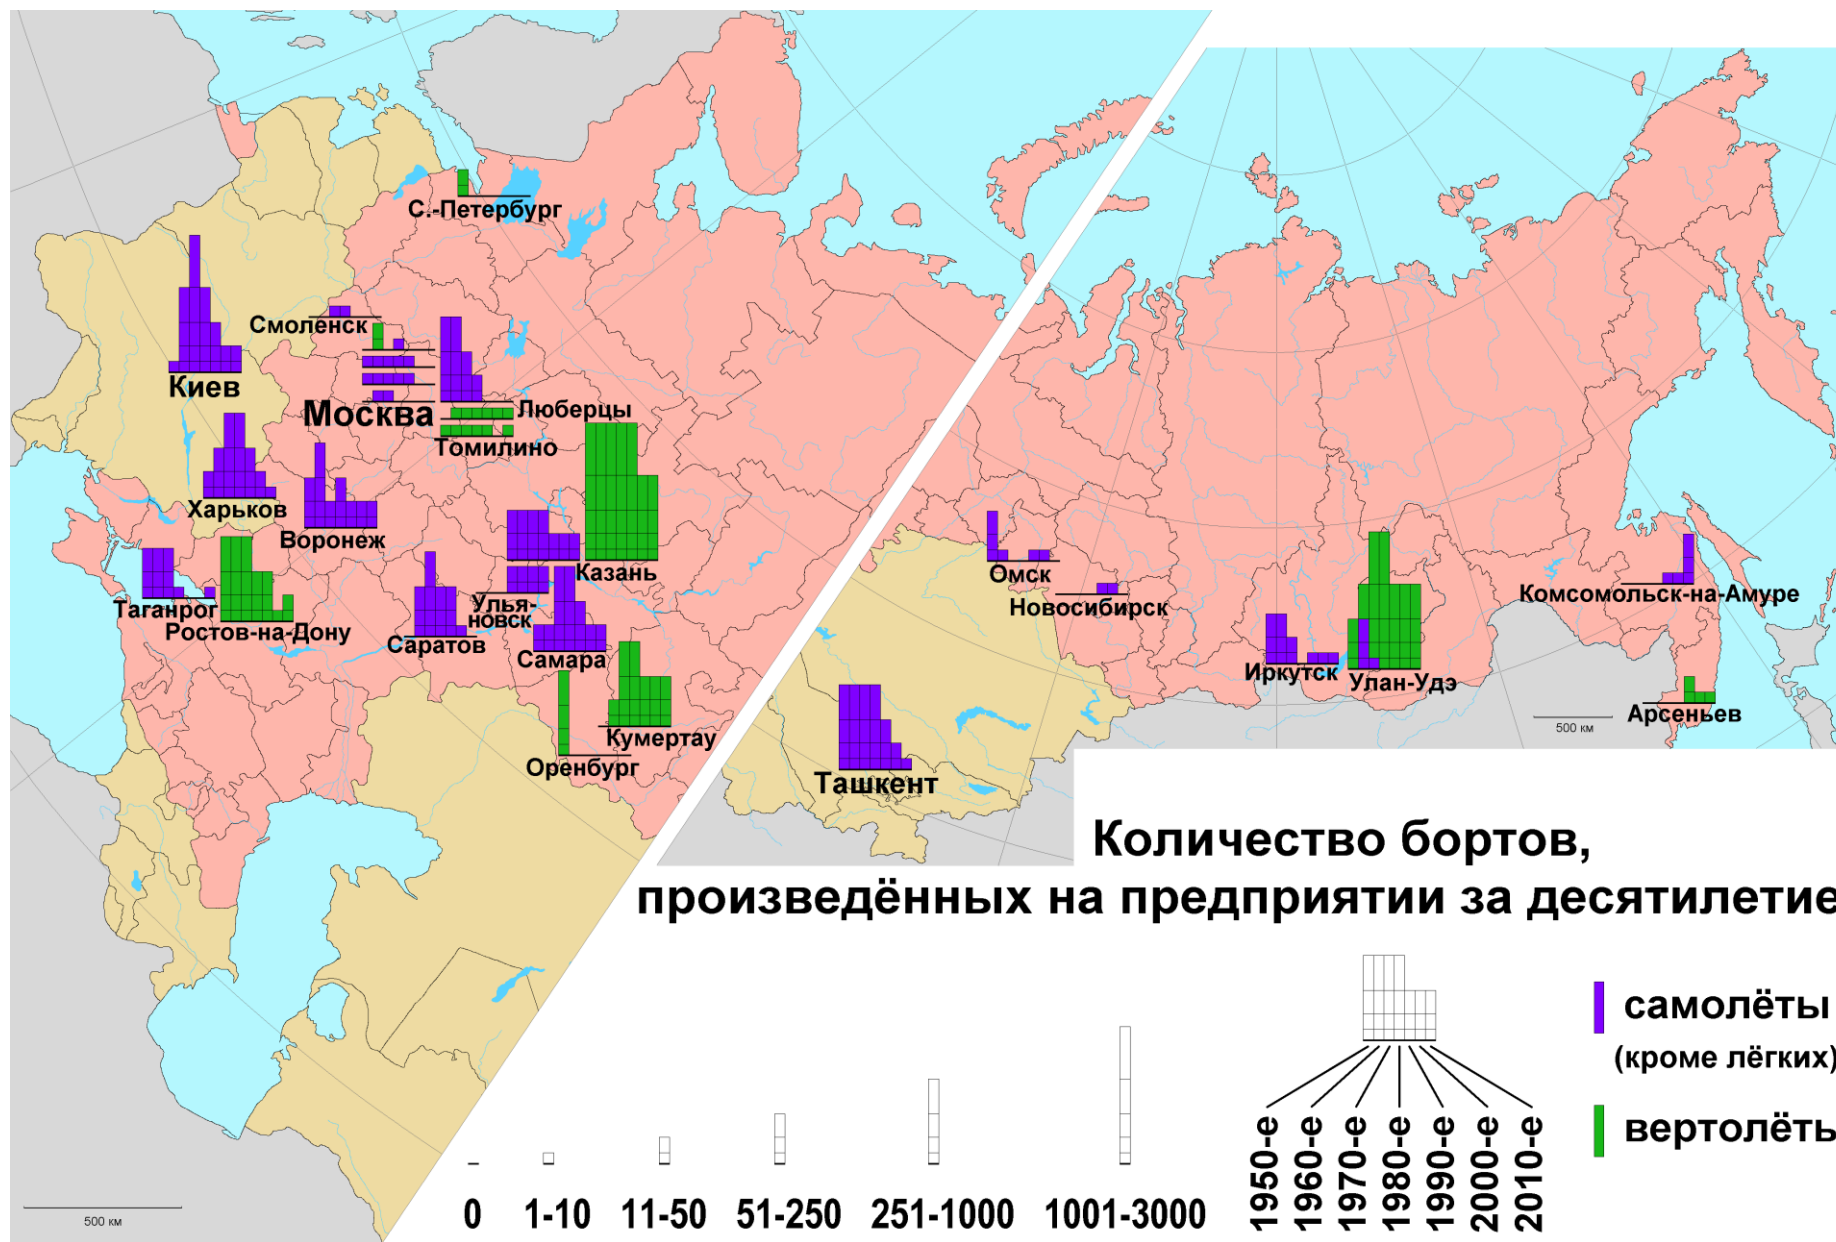 С.-Петербург
Смоленск
Киев
Москва
Люберцы
Томилино
Харьков
Воронеж
Казань
Таганрог
Ростов-на-Дону
Улья-
новск
Саратов
Самара
Кумертау
Оренбург
Омск
Новосибирск
Комсомольск-на-Амуре
Иркутск
Улан-Удэ
Арсеньев
500 км
Ташкент
Количество бортов,
произведённых на предприятии за десятилетие
самолёты
(кроме лёгких)
вертолёты
1950-е
1960-е
1970-е
1980-е
1990-е
2000-е
2010-е
0
1-10
11-50
51-250
251-1000
1001-3000
500 км